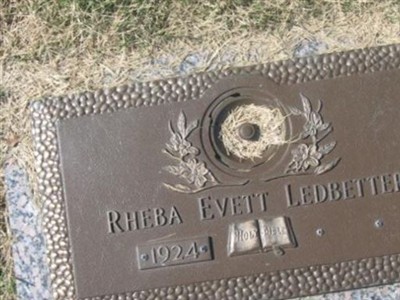 RHEBA EVETT LEDBETTER
HOLY BIBLE
1924